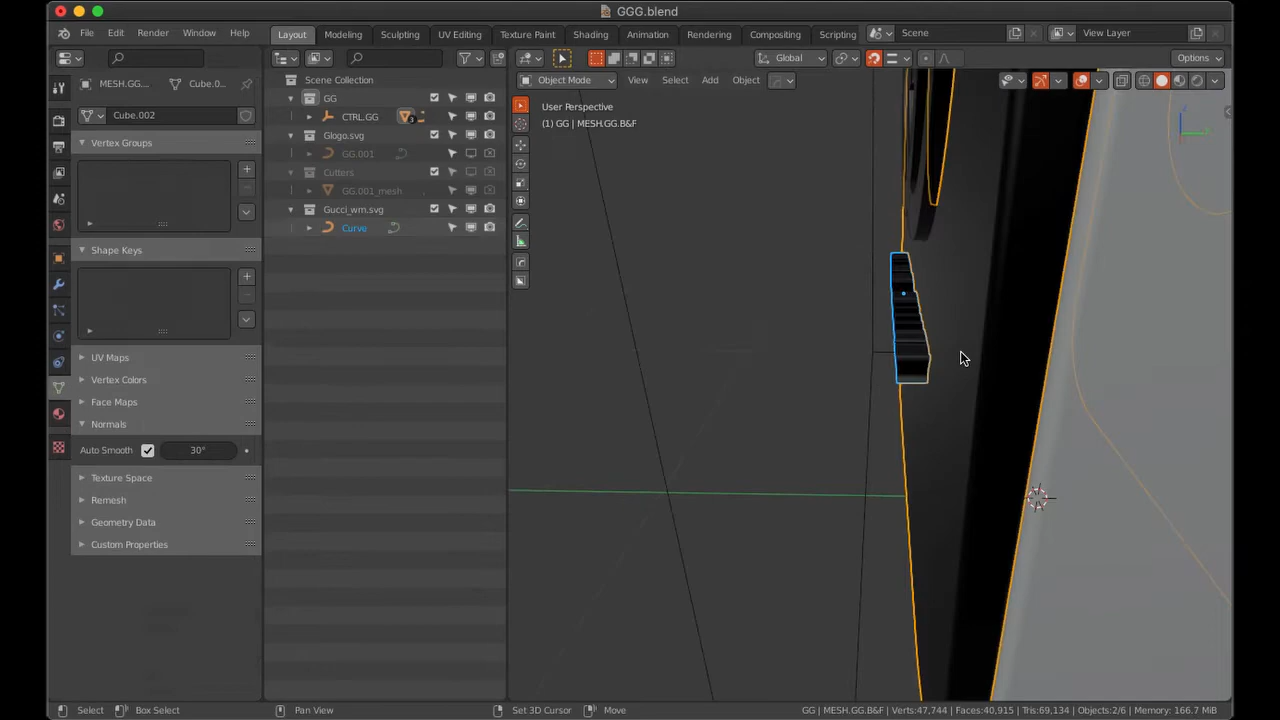 GGG.blend
File Edit Render Window Help Layout Modeling Sculpting UV Editing Texture Paint Shading Animation Rendering Compositing Scripting Scene View Layer
Global Options
MESH.GG... Cube.0... Scene Collection Object Mode View Select Add Object
GG
User Perspective
Cube.002 CTRL.GG (1) GG | MESH.GG.B&F
Vertex Groups Glogo.svg
GG.001
Cutters
GG.001_mesh
Gucci_wm.svg
Curve
Shape Keys
UV Maps
Vertex Colors
Face Maps
Normals
Auto Smooth 30°
Texture Space
Remesh
Geometry Data
Custom Properties
Select Box Select Pan View Set 3D Cursor Move GG | MESH.GG.B&F | Verts:47,744 | Faces:40,915 | Tris:69,134 | Objects:2/6 | Memory: 166.7 MiB